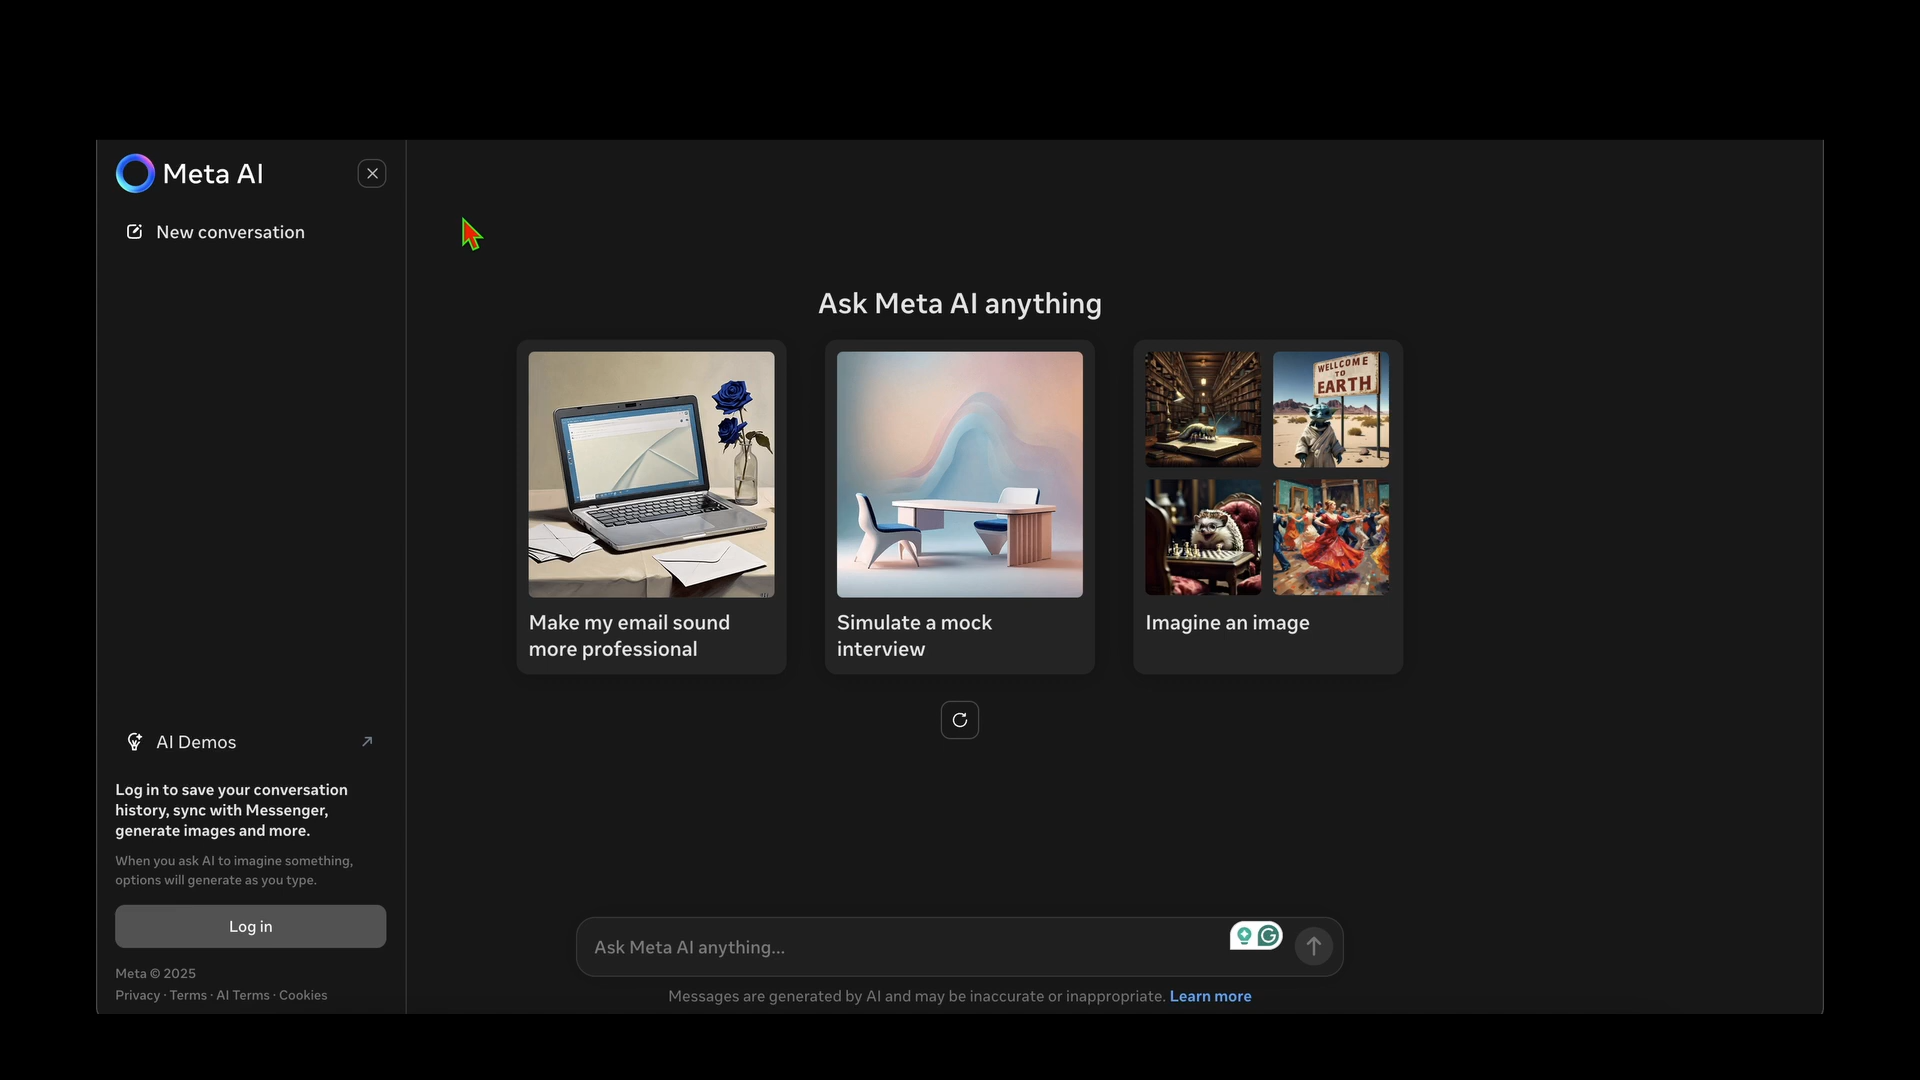 Meta AI
New conversation
Ask Meta AI anything
WELLCOME
TO
EARTH
Make my email sound
more professional
Simulate a mock
interview
Imagine an image
AI Demos
Log in to save your conversation
history, sync with Messenger,
generate images and more.
When you ask AI to imagine something,
options will generate as you type.
Log in
Meta © 2025
Privacy · Terms · AI Terms · Cookies
Ask Meta AI anything...
Messages are generated by AI and may be inaccurate or inappropriate. Learn more